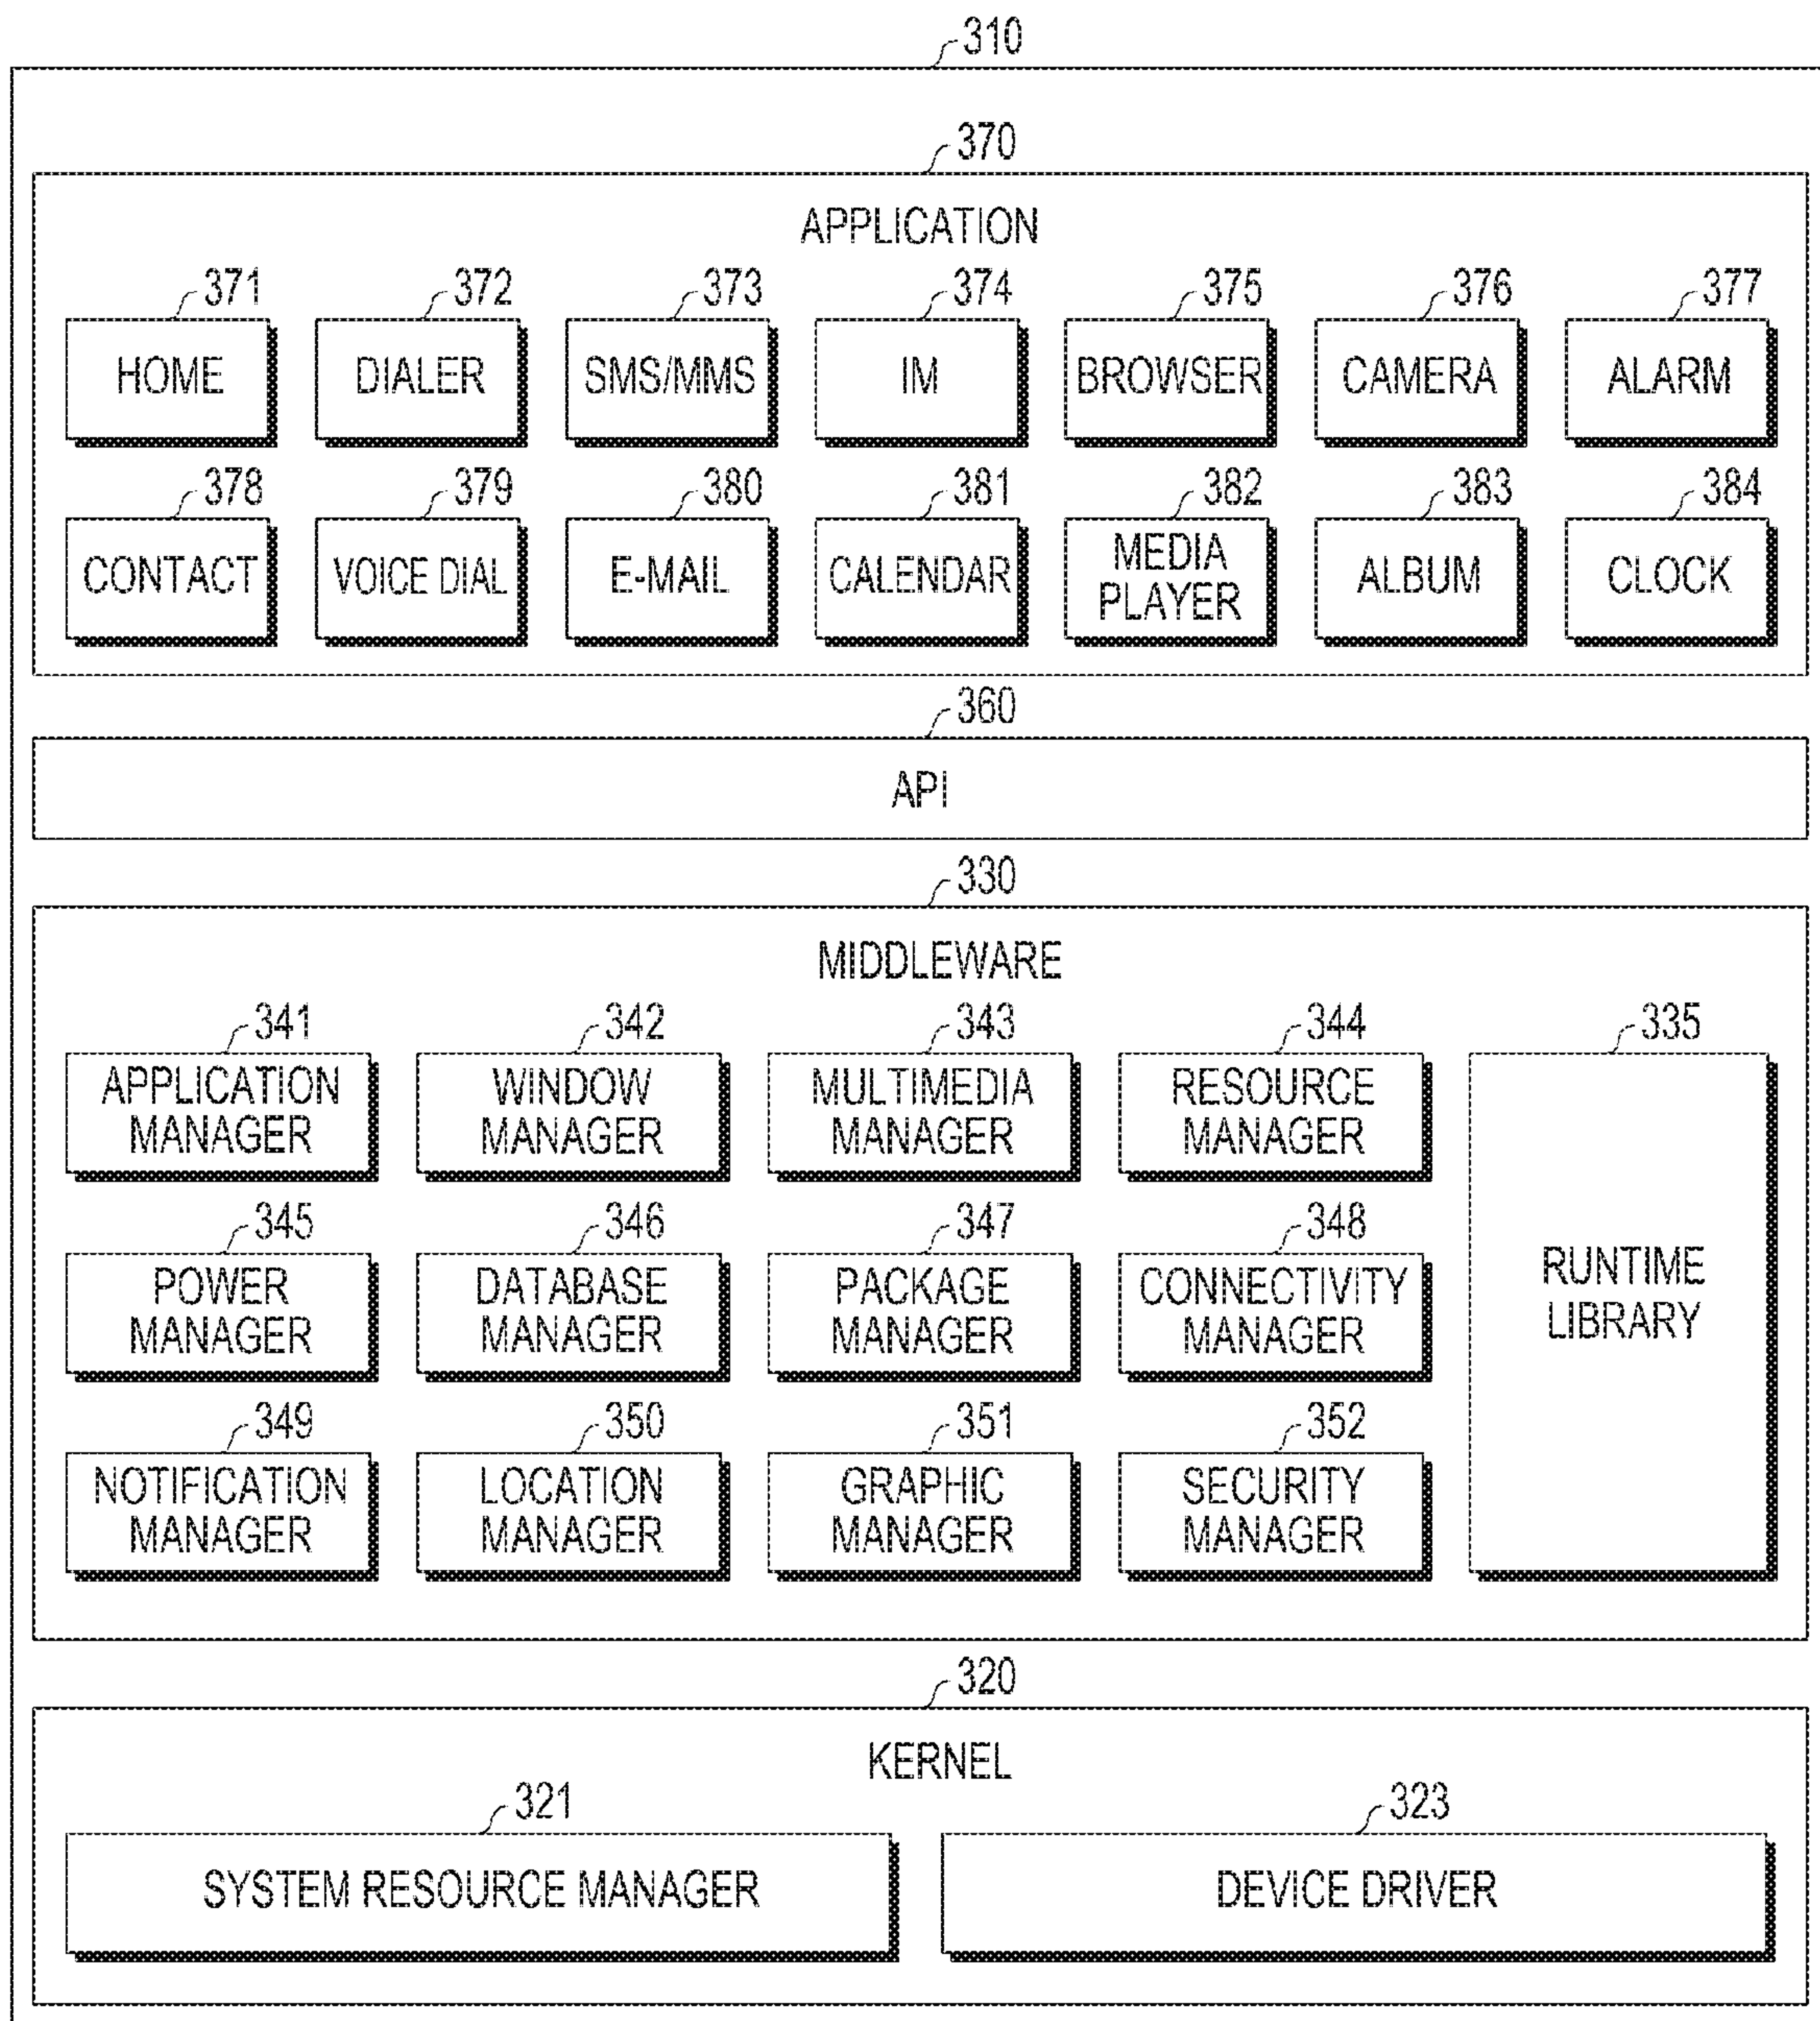 310
370
APPLICATION
371 372 373 374 375 376 377
HOME DIALER SMS/MMS IM BROWSER CAMERA ALARM
378 379 380 381 382 383 384
CONTACT VOICE DIAL E-MAIL CALENDAR MEDIA PLAYER ALBUM CLOCK
360
API
330
MIDDLEWARE
341 342 343 344 335
APPLICATION MANAGER WINDOW MANAGER MULTIMEDIA MANAGER RESOURCE MANAGER
345 346 347 348
POWER MANAGER DATABASE MANAGER PACKAGE MANAGER CONNECTIVITY MANAGER RUNTIME LIBRARY
349 350 351 352
NOTIFICATION MANAGER LOCATION MANAGER GRAPHIC MANAGER SECURITY MANAGER
320
KERNEL
321 323
SYSTEM RESOURCE MANAGER DEVICE DRIVER